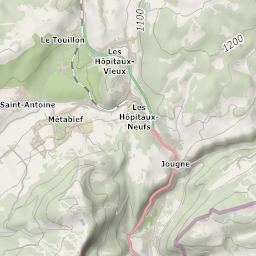 1100
1200
Le Touillon
Les
Hôpitaux-
Vieux
Saint-Antoine
Métabief
Les
Hôpitaux-
Neufs
Jougne